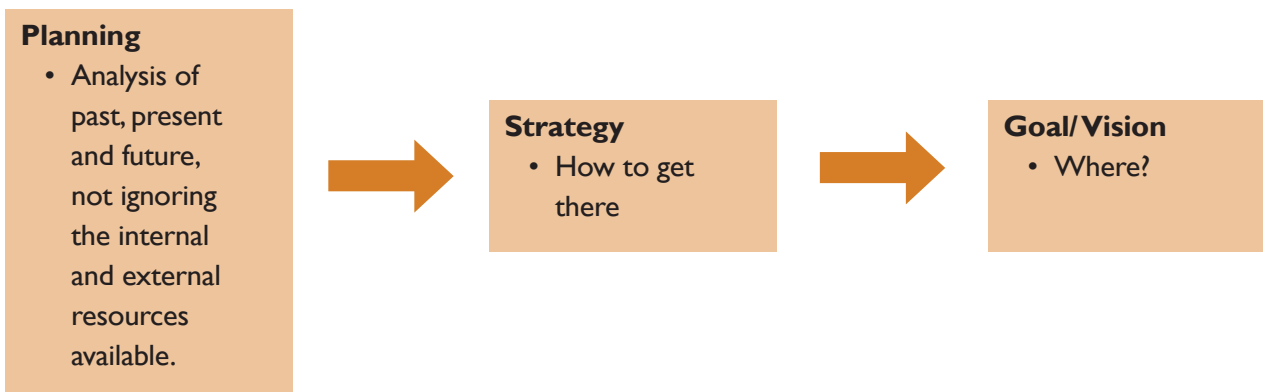 Planning
• Analysis of
past, present
and future,
not ignoring
the internal
and external
resources
available.
Strategy
• How to get
there
Goal/Vision
• Where?